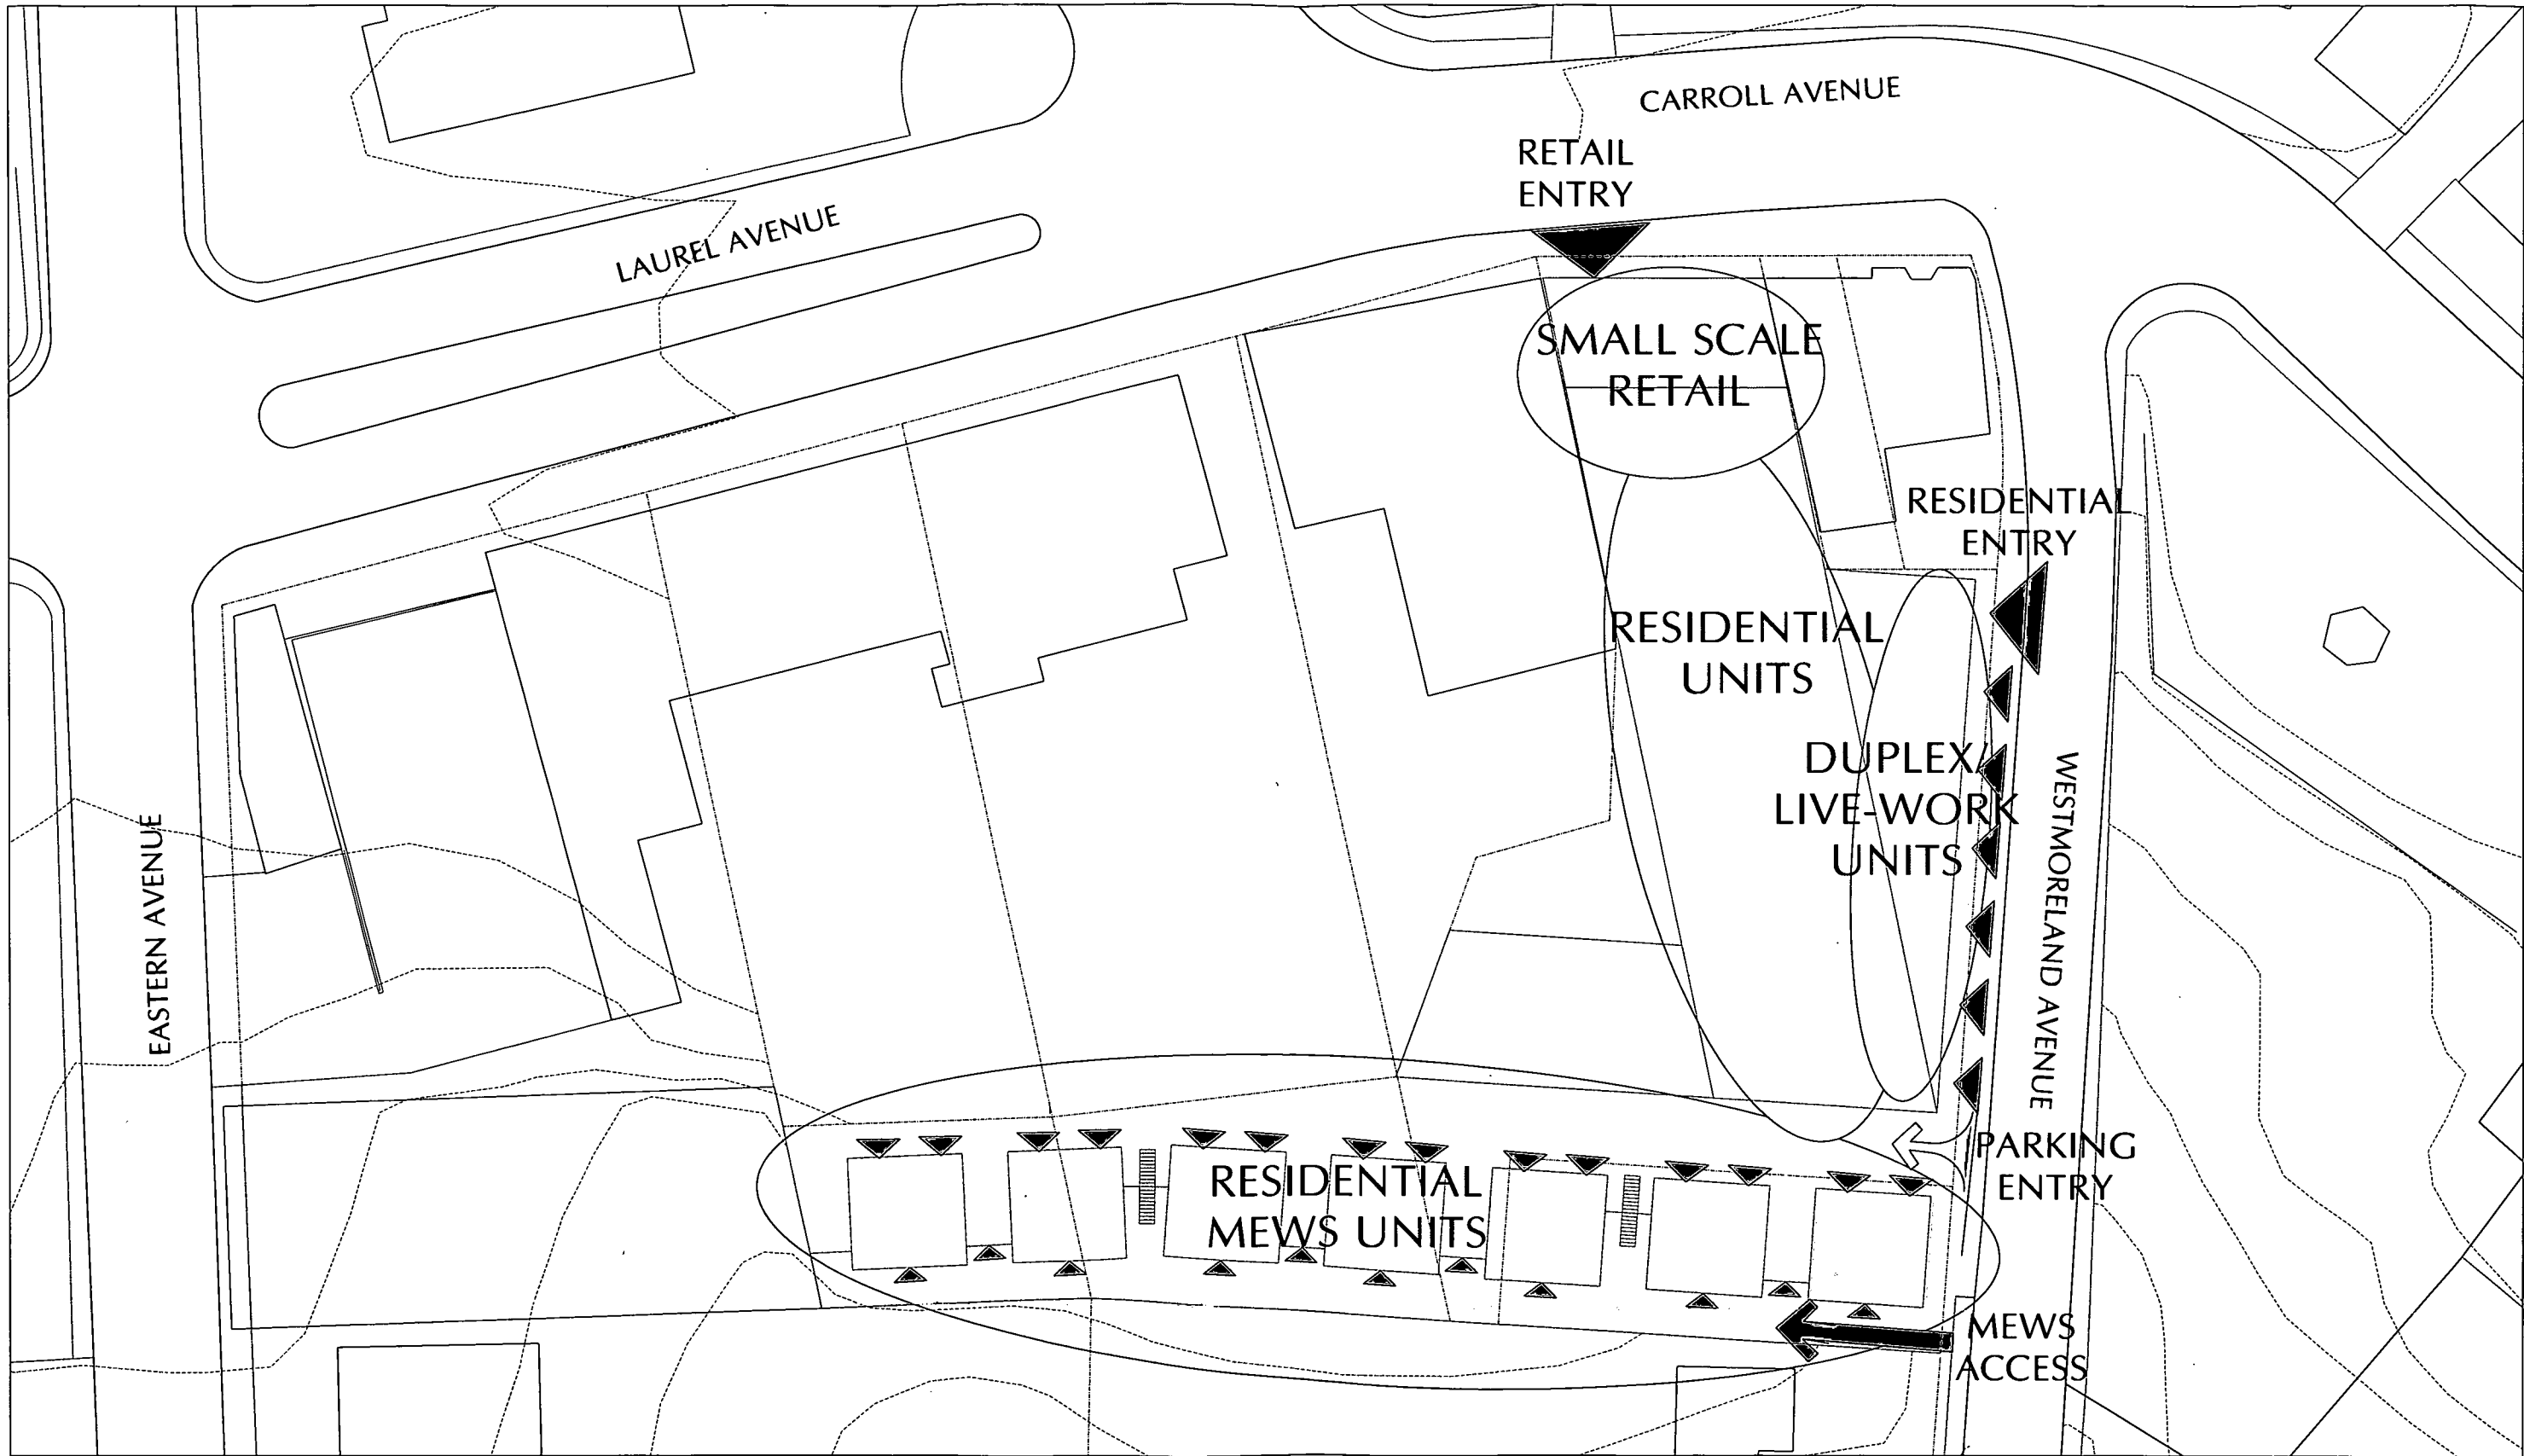 CARROLL AVENUE
RETAIL
ENTRY
LAUREL AVENUE
SMALL SCALE
RETAIL
RESIDENTIAL
ENTRY
RESIDENTIAL
UNITS
DUPLEX/
LIVE-WORK
UNITS
WESTMORELAND AVENUE
EASTERN AVENUE
PARKING
ENTRY
RESIDENTIAL
MEWS UNITS
MEWS
ACCESS